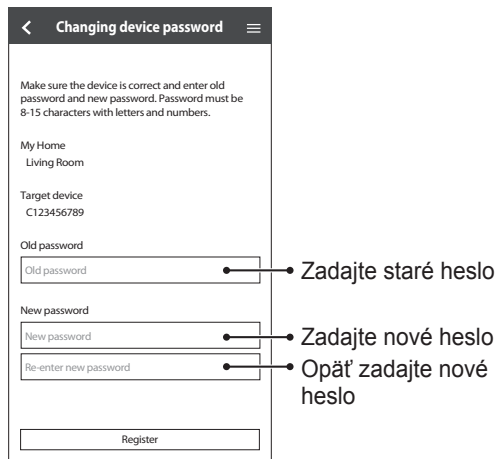 Changing device password
Make sure the device is correct and enter old
password and new password. Password must be
8-15 characters with letters and numbers.
My Home
Living Room
Target device
C123456789
Old password
Old password
Zadajte staré heslo
New password
New password
Zadajte nové heslo
Re-enter new password
Opäť zadajte nové
heslo
Register